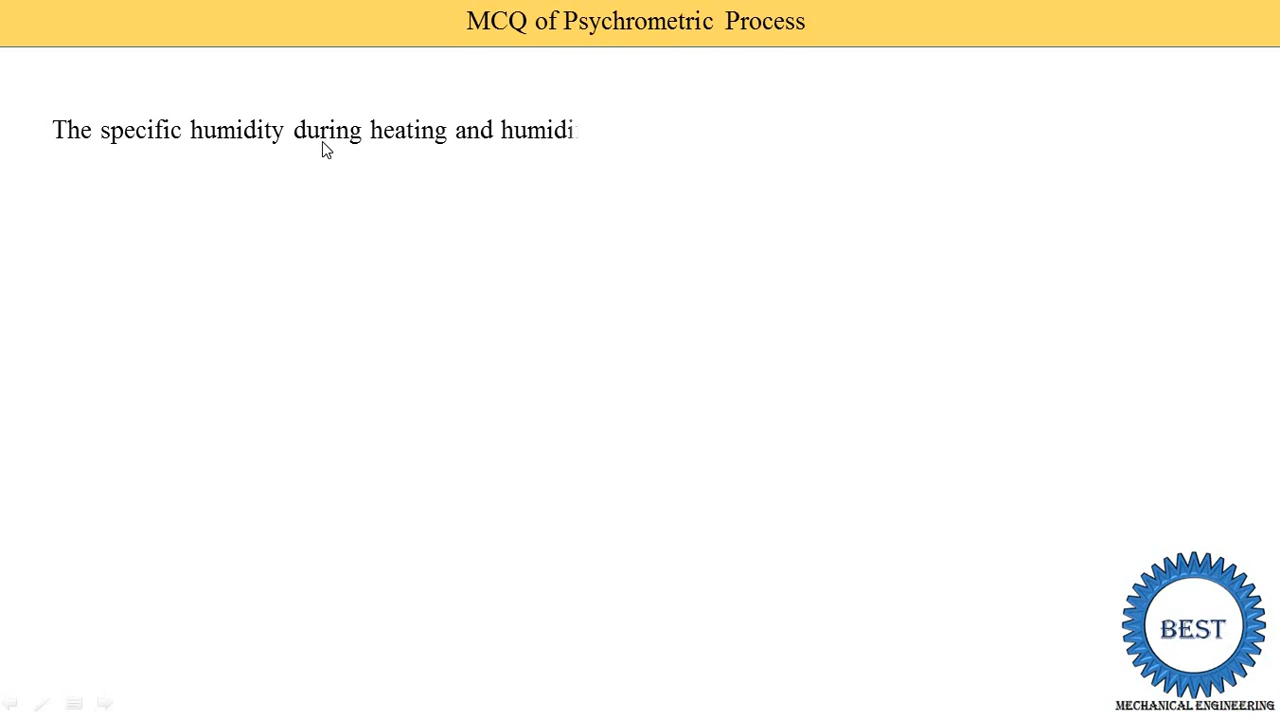 MCQ of Psychrometric Process
The specific humidity during heating and humidi
BEST
MECHANICAL ENGINEERING